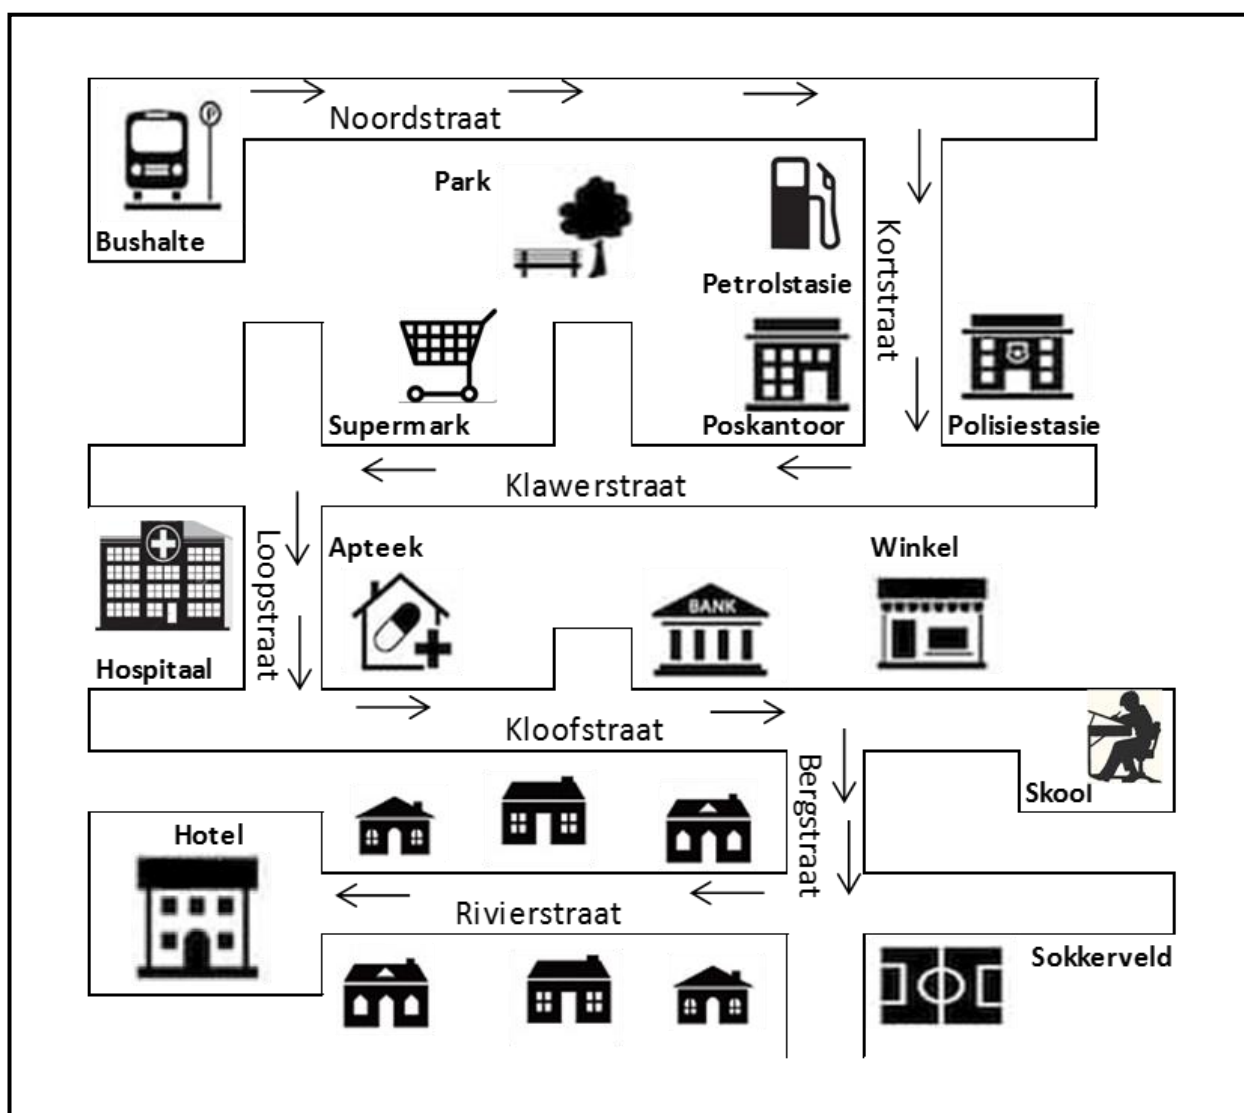 Noordstraat
Park
Bushalte
Petrolstasie
Kortstraat
Supermark
Poskantoor
Polisiestasie
Klawerstraat
Loopstraat
Apteek
Winkel
BANK
Hospitaal
Kloofstraat
Bergstraat
Skool
Hotel
Rivierstraat
Sokkerveld